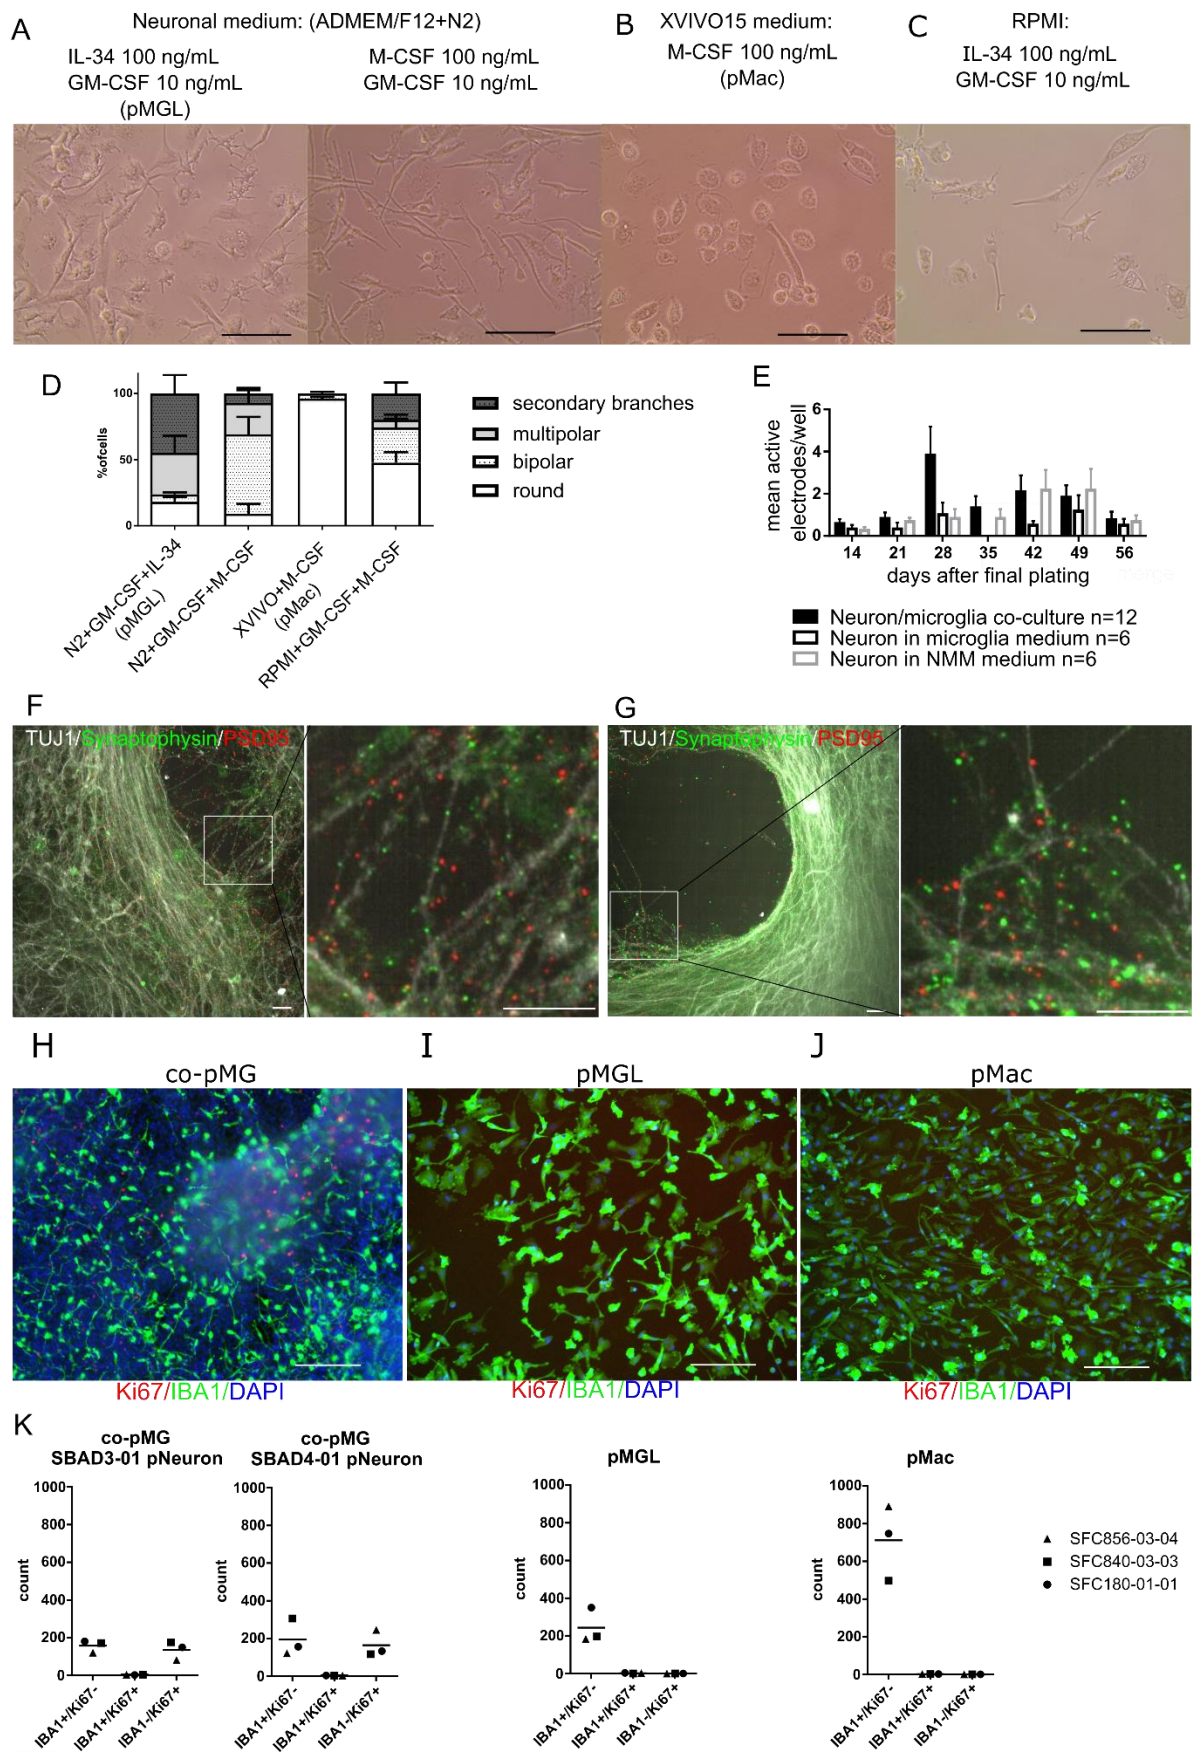 A
Neuronal medium: (ADMEM/F12+N2)
IL-34 100 ng/mL
GM-CSF 10 ng/mL
(pMGL)
M-CSF 100 ng/mL
GM-CSF 10 ng/mL
B
XVIVO15 medium:
M-CSF 100 ng/mL
(pMac)
C
RPMI:
IL-34 100 ng/mL
GM-CSF 10 ng/mL
D
%ofcells
100
50
0
N2+GM-CSF+IL-34
(pMGL)
N2+GM-CSF+M-CSF
XVIVO+M-CSF
(pMac)
RPMI+GM-CSF+M-CSF
secondary branches
multipolar
bipolar
round
E
mean active
electrodes/well
6
4
2
0
14 21 28 35 42 49 56
days after final plating
Neuron/microglia co-culture n=12
Neuron in microglia medium n=6
Neuron in NMM medium n=6
F
TUJ1/Synaptophysin/PSD95
G
TUJ1/Synaptophysin/PSD95
H
co-pMG
Ki67/IBA1/DAPI
I
pMGL
Ki67/IBA1/DAPI
J
pMac
Ki67/IBA1/DAPI
K
co-pMG
SBAD3-01 pNeuron
count
1000
800
600
400
200
0
IBA1+/Ki67-
IBA1+/Ki67+
IBA1-/Ki67+
co-pMG
SBAD4-01 pNeuron
count
1000
800
600
400
200
0
IBA1+/Ki67-
IBA1+/Ki67+
IBA1-/Ki67+
pMGL
count
1000
800
600
400
200
0
IBA1+/Ki67-
IBA1+/Ki67+
IBA1-/Ki67+
pMac
count
1000
800
600
400
200
0
IBA1+/Ki67-
IBA1+/Ki67+
IBA1-/Ki67+
SFC856-03-04
SFC840-03-03
SFC180-01-01